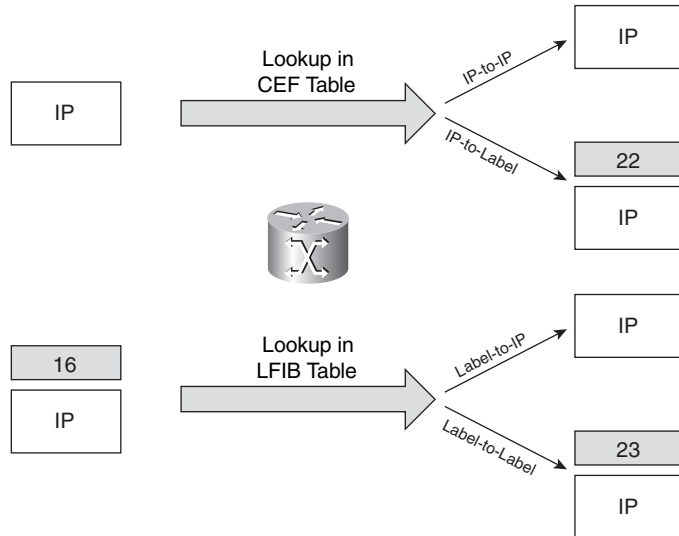 IP
Lookup in
CEF Table
IP-to-IP
IP
IP-to-Label
22
IP
16
IP
Lookup in
LFIB Table
Label-to-IP
IP
Label-to-Label
23
IP